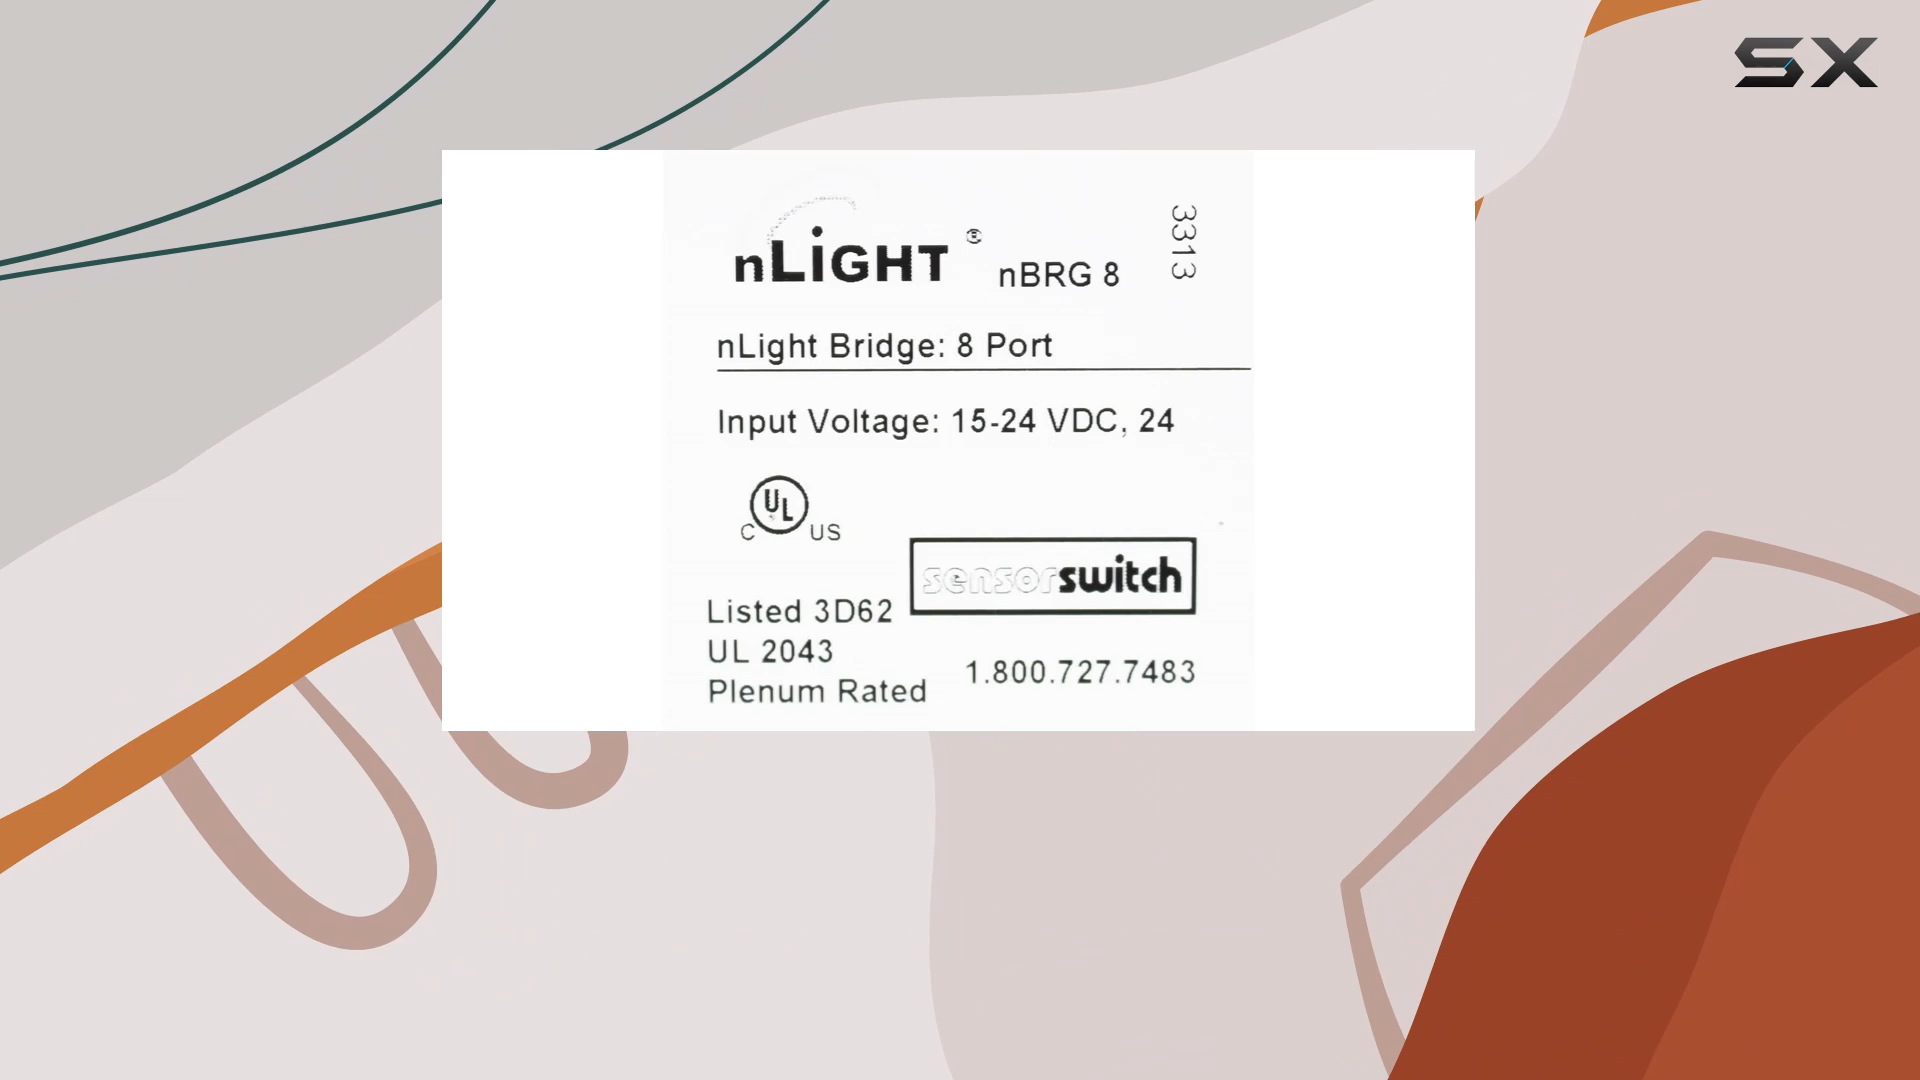 SX
nLIGHT® nBRG 8
3313
nLight Bridge: 8 Port
Input Voltage: 15-24 VDC, 24
C UL US
sensorswitch
Listed 3D62
UL 2043
Plenum Rated
1.800.727.7483